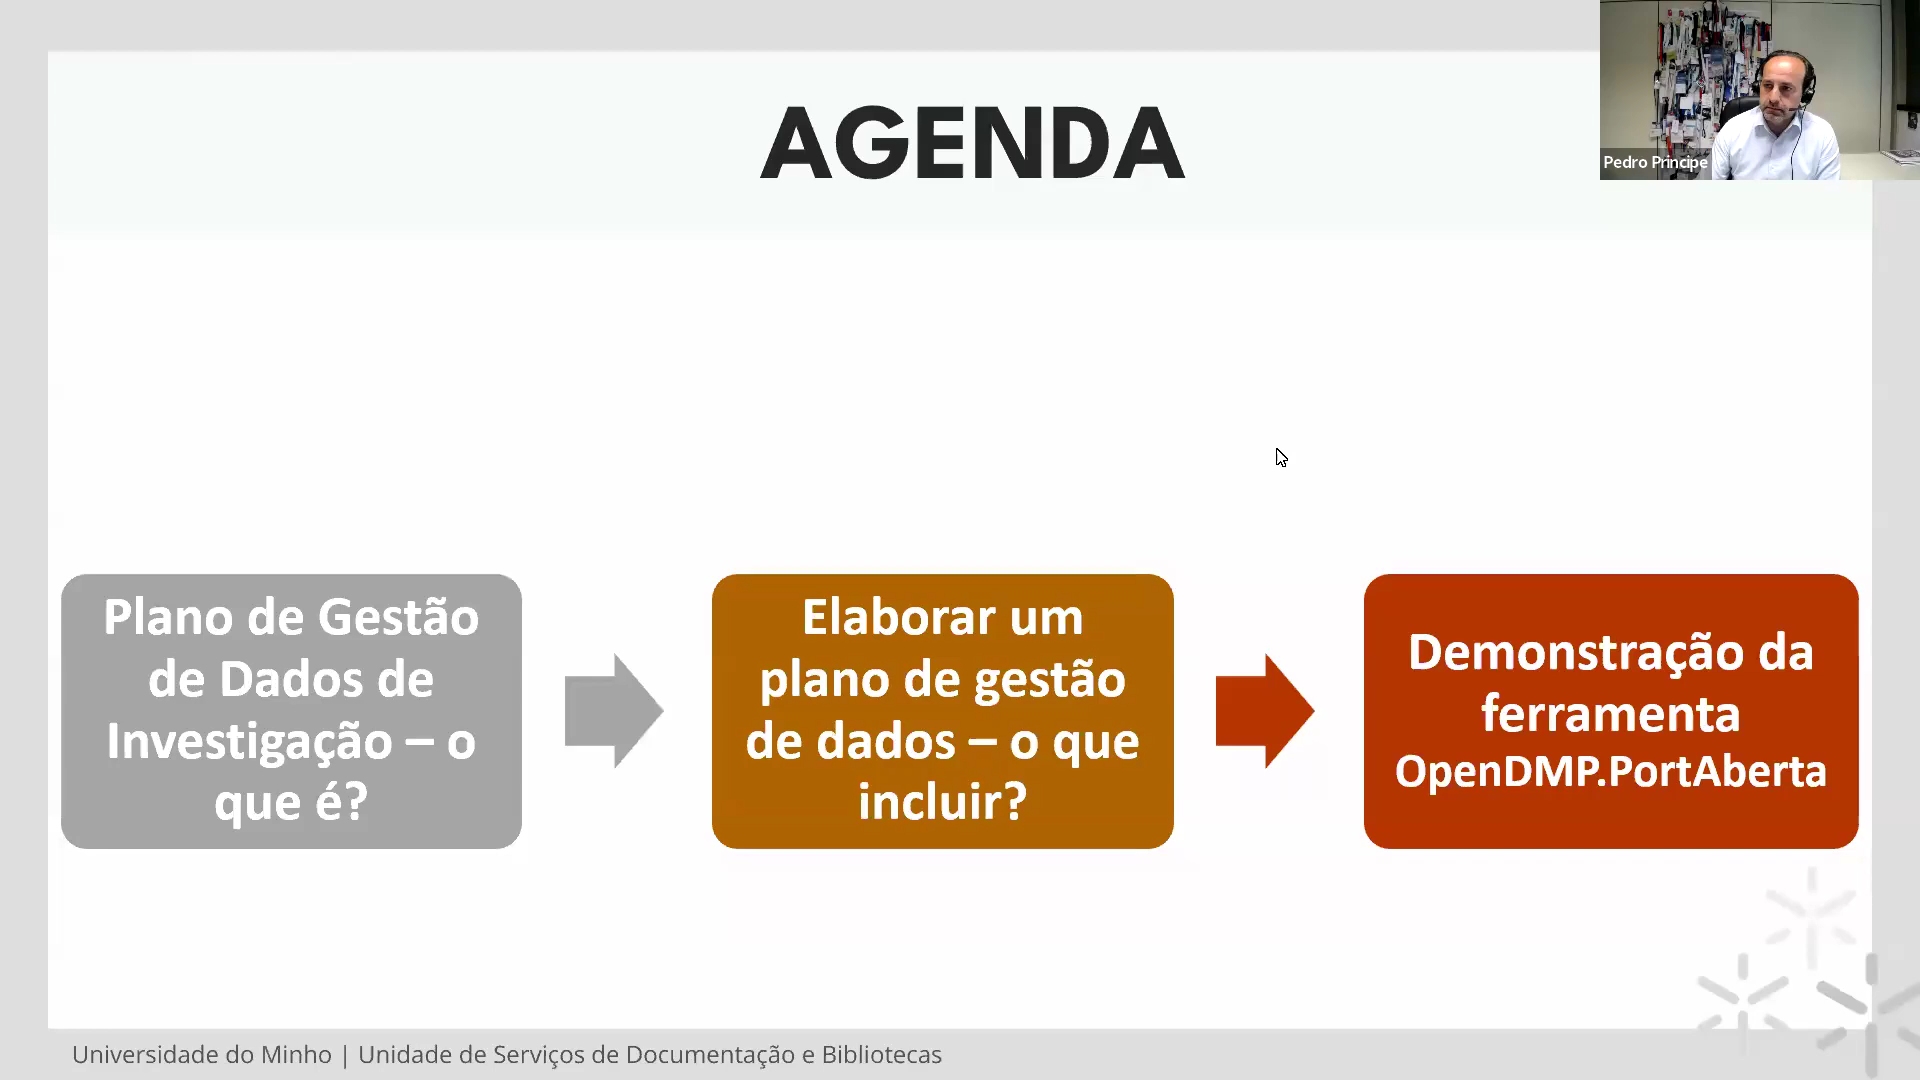 AGENDA
Pedro Príncipe
Plano de Gestão
de Dados de
Investigação – o
que é?
Elaborar um
plano de gestão
de dados – o que
incluir?
Demonstração da
ferramenta
OpenDMP.PortAberta
Universidade do Minho | Unidade de Serviços de Documentação e Bibliotecas